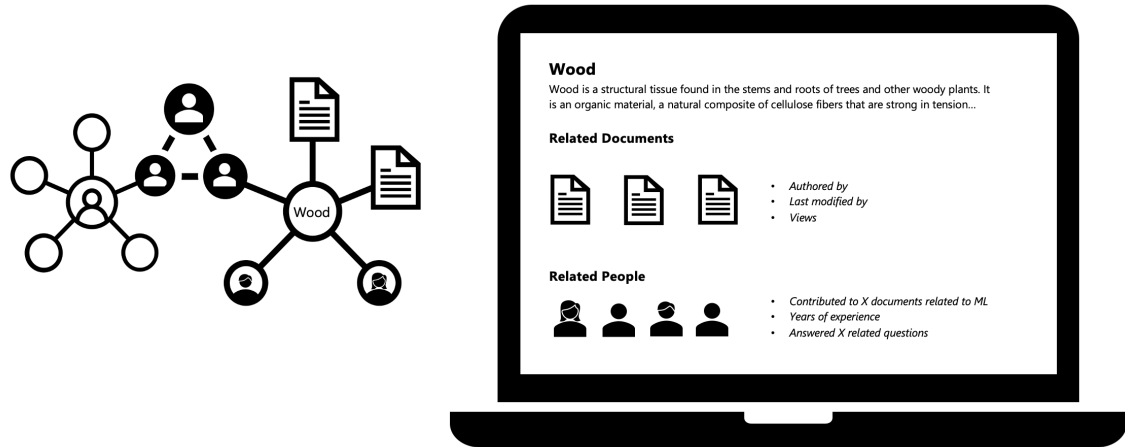 Wood
Wood
Wood is a structural tissue found in the stems and roots of trees and other woody plants. It
is an organic material, a natural composite of cellulose fibers that are strong in tension...
Related Documents
• Authored by
• Last modified by
• Views
Related People
• Contributed to X documents related to ML
• Years of experience
• Answered X related questions